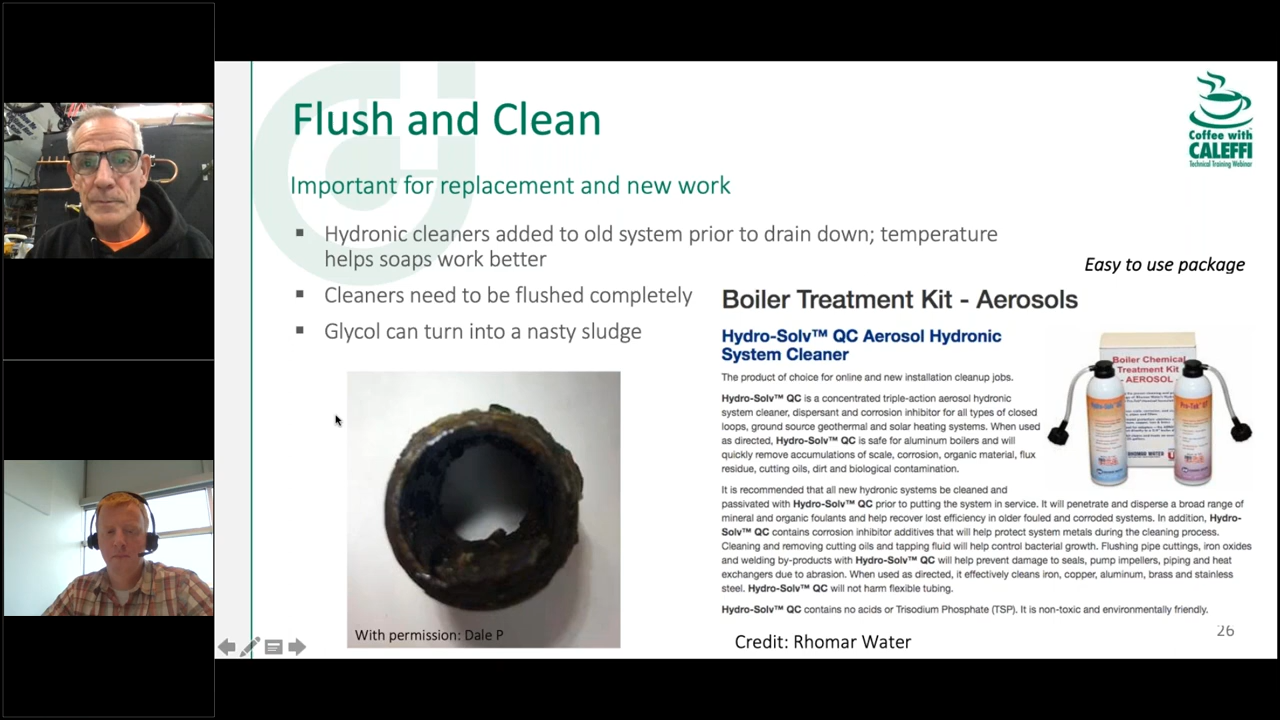 Flush and Clean
Coffee with
CALEFFI
Technical Training Webinar
Important for replacement and new work
▪ Hydronic cleaners added to old system prior to drain down; temperature
helps soaps work better
▪ Cleaners need to be flushed completely
▪ Glycol can turn into a nasty sludge
With permission: Dale P
Easy to use package
Boiler Treatment Kit - Aerosols
Hydro-Solv™ QC Aerosol Hydronic
System Cleaner
The product of choice for online and new installation cleanup jobs.
Hydro-Solv™ QC is a concentrated triple-action aerosol hydronic
system cleaner, dispersant and corrosion inhibitor for all types of closed
loops, ground source geothermal and solar heating systems. When used
as directed, Hydro-Solv™ QC is safe for aluminum boilers and will
quickly remove accumulations of scale, corrosion, organic material, flux
residue, cutting oils, dirt and biological contamination.
Boiler Chemical
Treatment Kit
- AEROSOL
It is recommended that all new hydronic systems be cleaned and
passivated with Hydro-Solv™ QC prior to putting the system in service. It will penetrate and disperse a broad range of
mineral and organic foulants and help recover lost efficiency in older fouled and corroded systems. In addition, Hydro-
Solv™ QC contains corrosion inhibitor additives that will help protect system metals during the cleaning process.
Cleaning and removing cutting oils and tapping fluid will help control bacterial growth. Flushing pipe cuttings, iron oxides
and welding by-products with Hydro-Solv™ QC will help prevent damage to seals, pump impellers, piping and heat
exchangers due to abrasion. When used as directed, it effectively cleans iron, copper, aluminum, brass and stainless
steel. Hydro-Solv™ QC will not harm flexible tubing.
Hydro-Solv™ QC contains no acids or Trisodium Phosphate (TSP). It is non-toxic and environmentally friendly.
Credit: Rhomar Water
26